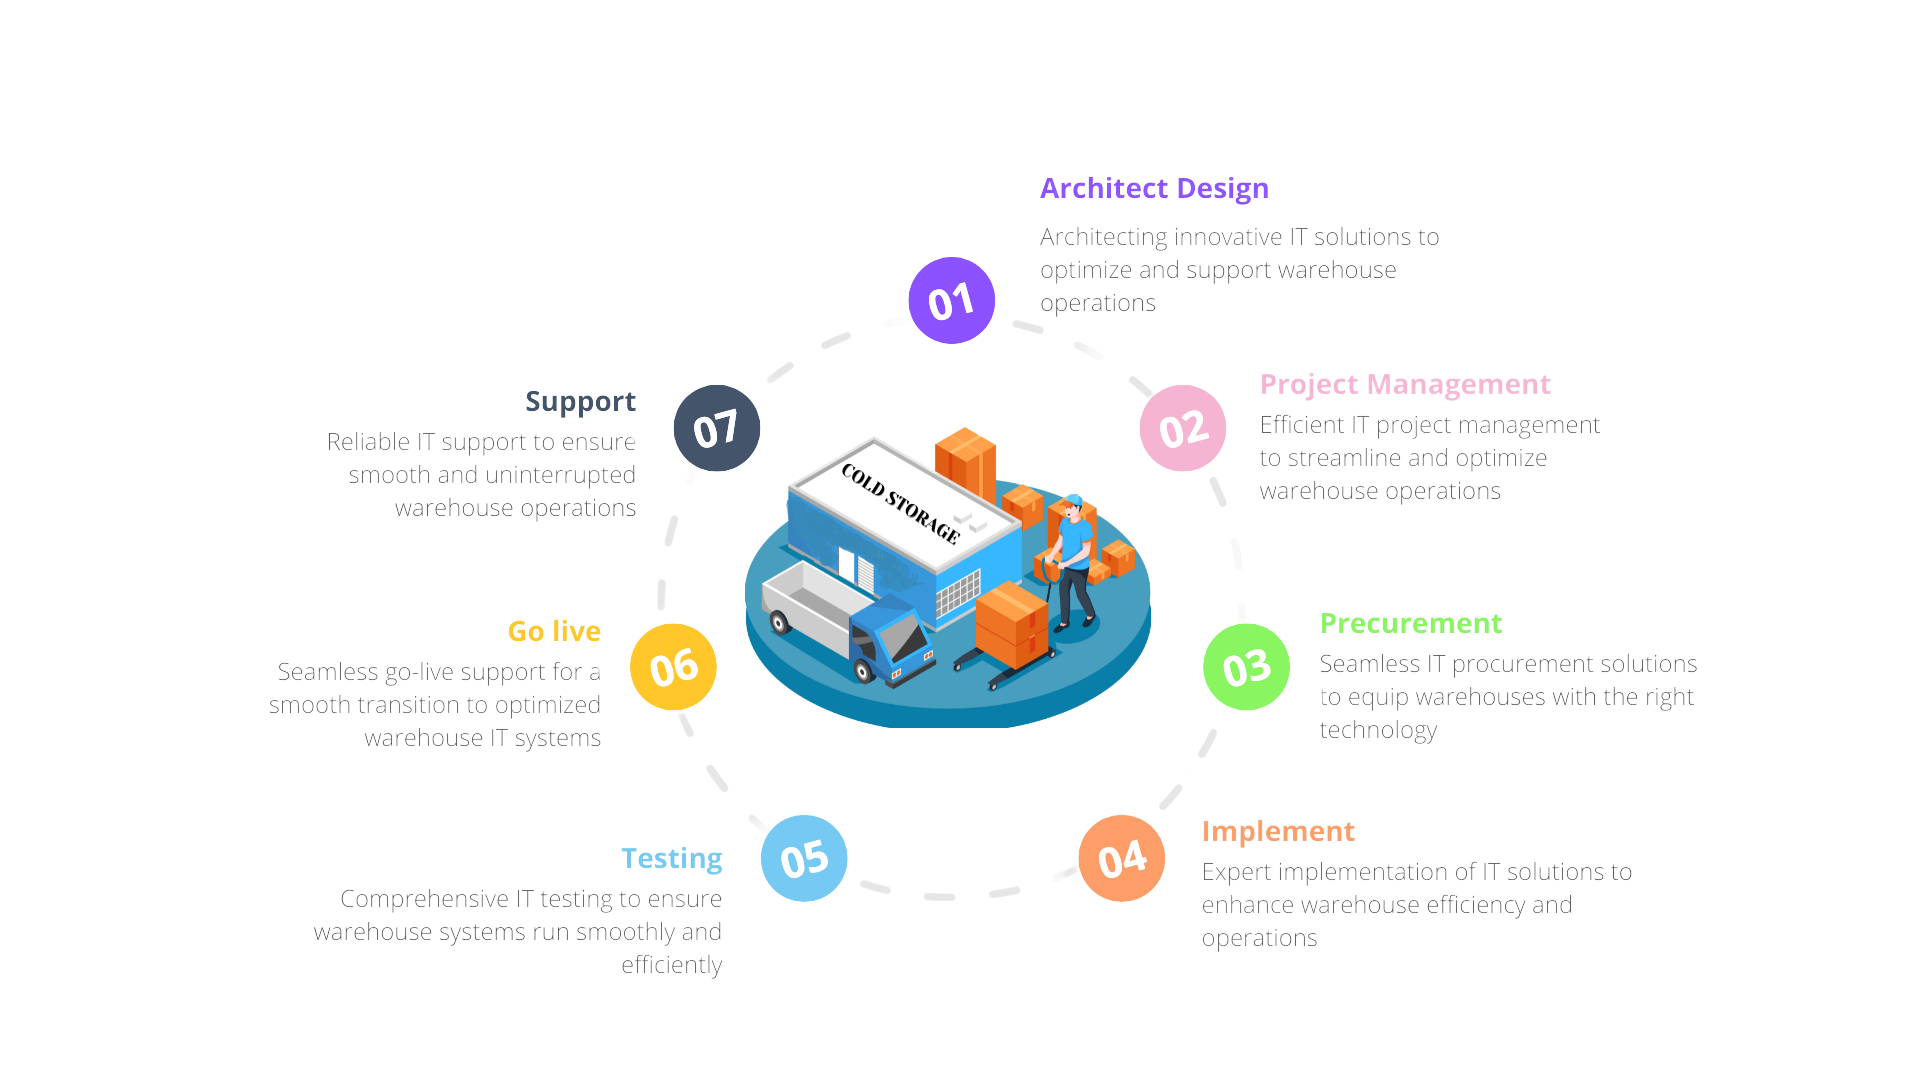 01
Architect Design
Architecting innovative IT solutions to
optimize and support warehouse
operations
02
Project Management
Efficient IT project management
to streamline and optimize
warehouse operations
03
Procurement
Seamless IT procurement solutions
to equip warehouses with the right
technology
04
Implement
Expert implementation of IT solutions to
enhance warehouse efficiency and
operations
05
Testing
Comprehensive IT testing to ensure
warehouse systems run smoothly and
efficiently
06
Go live
Seamless go-live support for a
smooth transition to optimized
warehouse IT systems
07
Support
Reliable IT support to ensure
smooth and uninterrupted
warehouse operations
COLD STORAGE